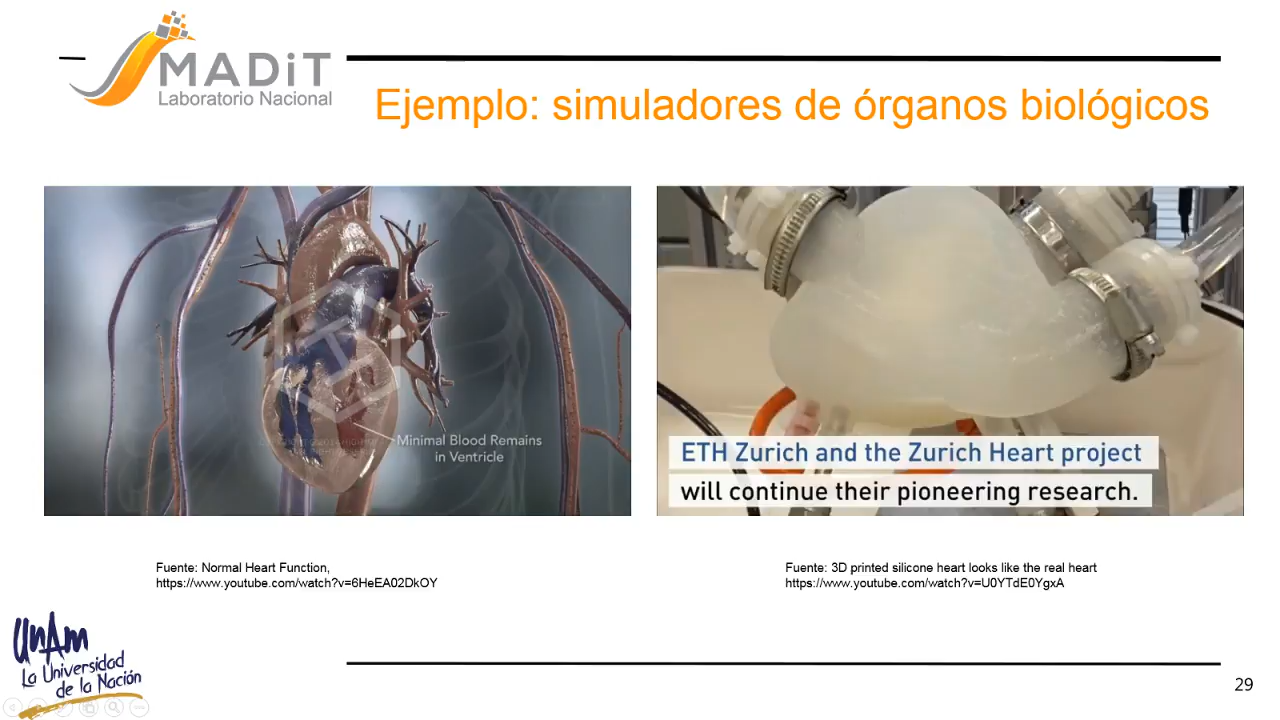 MADiT
Laboratorio Nacional
Ejemplo: simuladores de órganos biológicos
Minimal Blood Remains
in Ventricle
ETH Zurich and the Zurich Heart project
will continue their pioneering research.
Fuente: Normal Heart Function,
https://www.youtube.com/watch?v=6HeEA02DkOY
Fuente: 3D printed silicone heart looks like the real heart
https://www.youtube.com/watch?v=U0YTdE0YgxA
UnAm
La Universidad
de la Nación
29